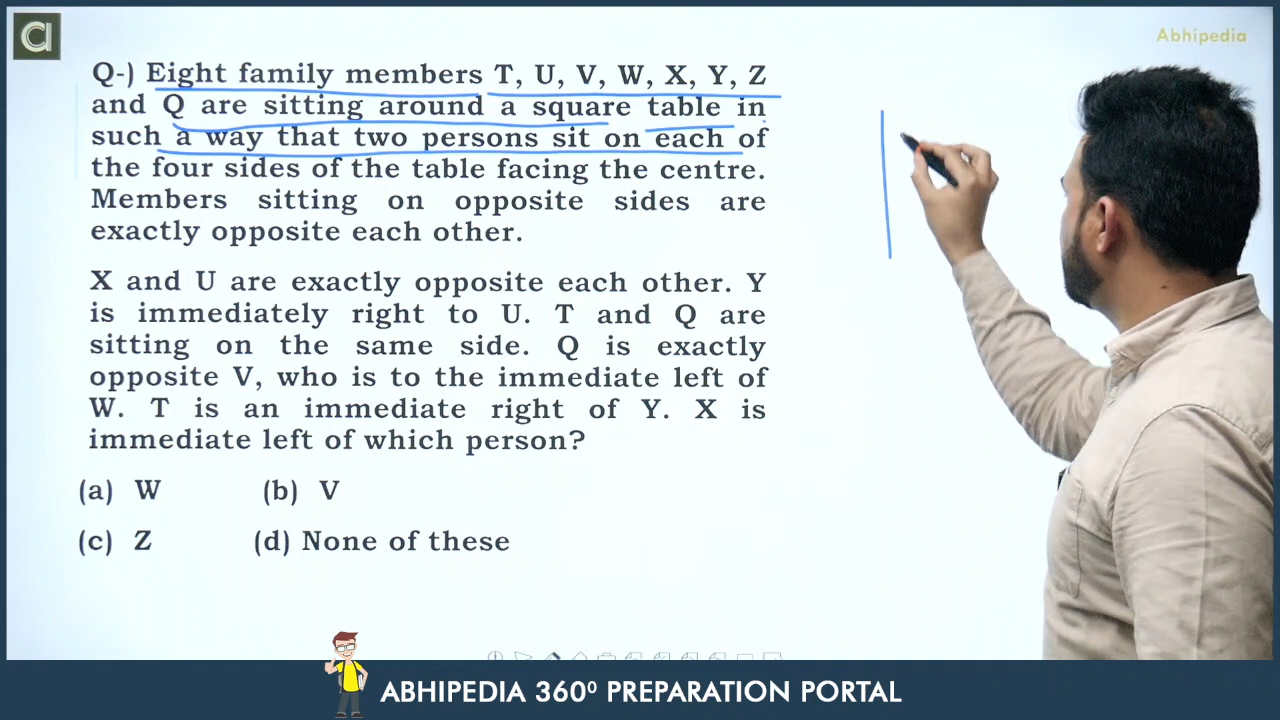 Abhipedia
Q-) Eight family members T, U, V, W, X, Y, Z
and Q are sitting around a square table in
such a way that two persons sit on each of
the four sides of the table facing the centre.
Members sitting on opposite sides are
exactly opposite each other.
X and U are exactly opposite each other. Y
is immediately right to U. T and Q are
sitting on the same side. Q is exactly
opposite V, who is to the immediate left of
W. T is an immediate right of Y. X is
immediate left of which person?
(a) W (b) V
(c) Z (d) None of these
ABHIPEDIA 360⁰ PREPARATION PORTAL